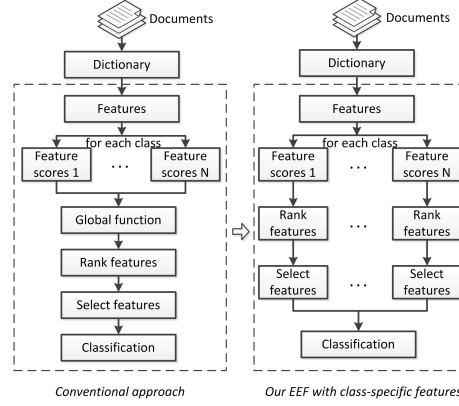 Documents
Dictionary
Features
for each class
Feature
scores 1
...
Feature
scores N
Global function
Rank features
Select features
Classification
Conventional approach
Documents
Dictionary
Features
for each class
Feature
scores 1
...
Feature
scores N
Rank
features
...
Rank
features
Select
features
...
Select
features
Classification
Our EEF with class-specific features